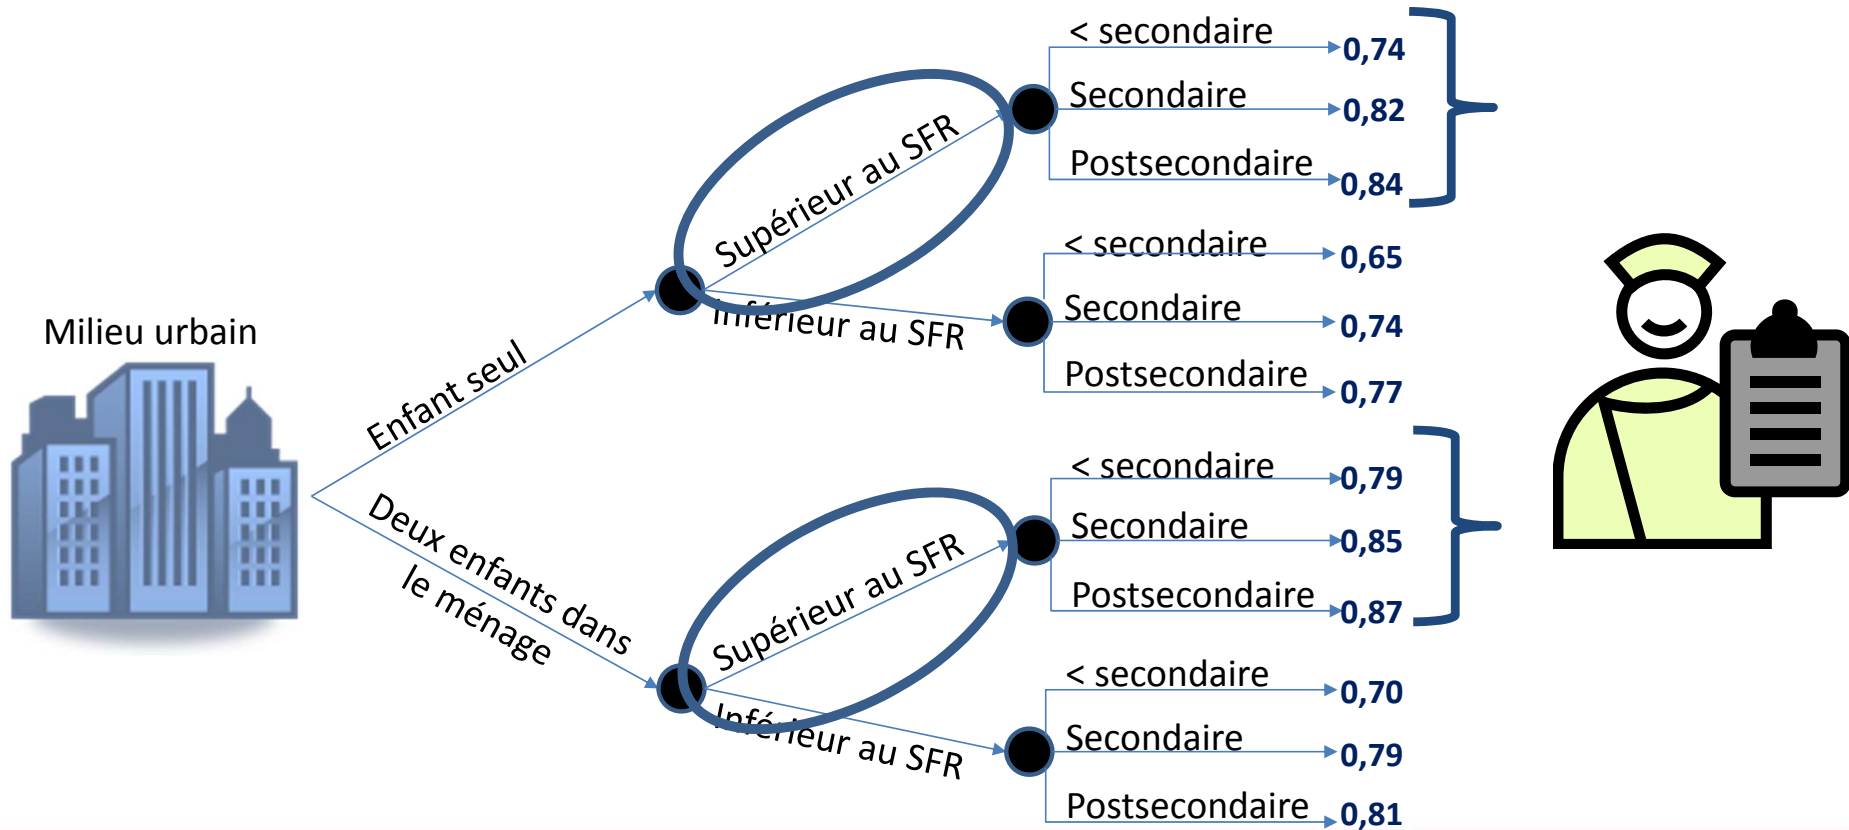 Milieu urbain
Enfant seul
Deux enfants dans
le ménage
Supérieur au SFR
< secondaire
0,74
Secondaire
0,82
Postsecondaire
0,84
Inférieur au SFR
< secondaire
0,65
Secondaire
0,74
Postsecondaire
0,77
Supérieur au SFR
< secondaire
0,79
Secondaire
0,85
Postsecondaire
0,87
Inférieur au SFR
< secondaire
0,70
Secondaire
0,79
Postsecondaire
0,81